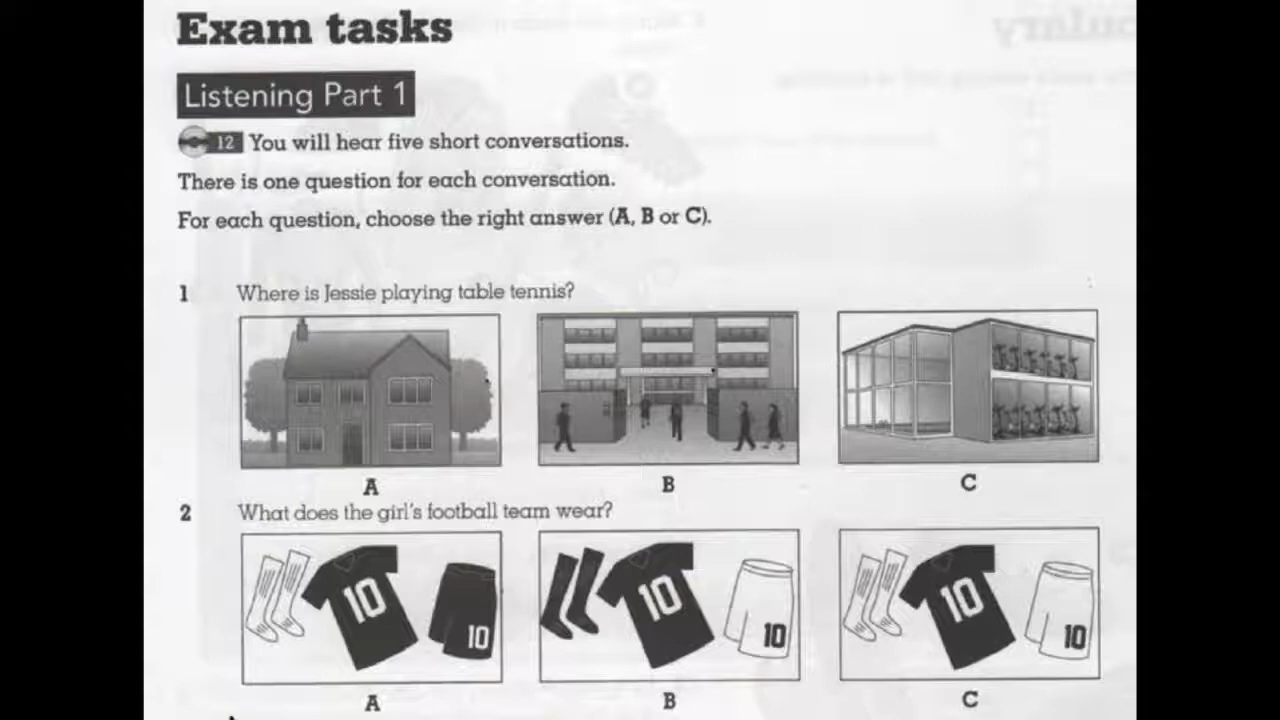 Exam tasks
Listening Part 1
12 You will hear five short conversations.
There is one question for each conversation.
For each question, choose the right answer (A, B or C).
1 Where is Jessie playing table tennis?
A B C
2 What does the girl's football team wear?
10 10 10 10 10 10
A B C